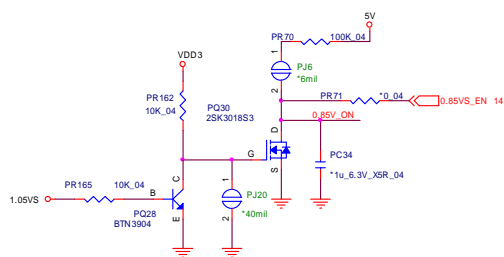 5V
PR70
100K_04
1
PJ6
*6mil
2
VDD3
PR162
10K_04
PQ30
2SK3018S3
PR71
*0_04
0.85VS_EN 14
0.85V_ON
D
G
S
PC34
*1u_6.3V_X5R_04
1.05VS
PR165
10K_04
B
C
E
PQ28
BTN3904
1
PJ20
*40mil
2